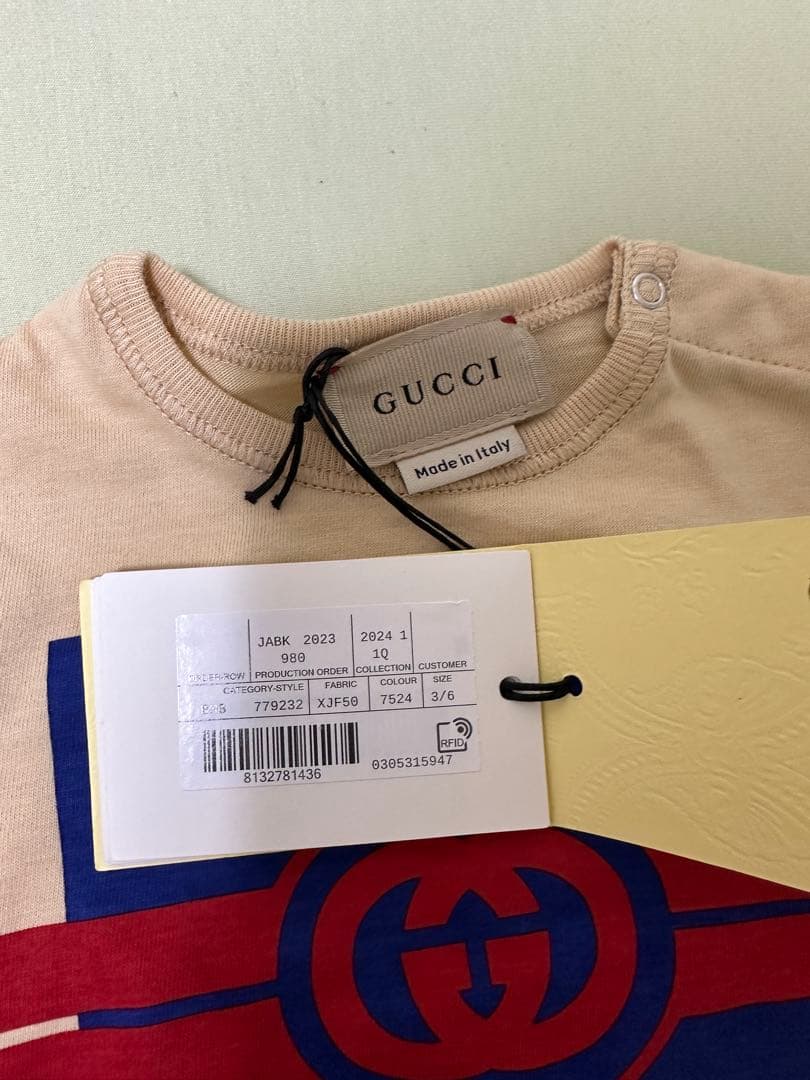 GUCCI
Made in Italy
JABK 2023 2024 1
980 1Q
PRODUCTION ORDER COLLECTION CUSTOMER
CATEGORY-STYLE FABRIC COLOUR SIZE
779232 XJF50 7524 3/6
RFID
8132781436 0305315947